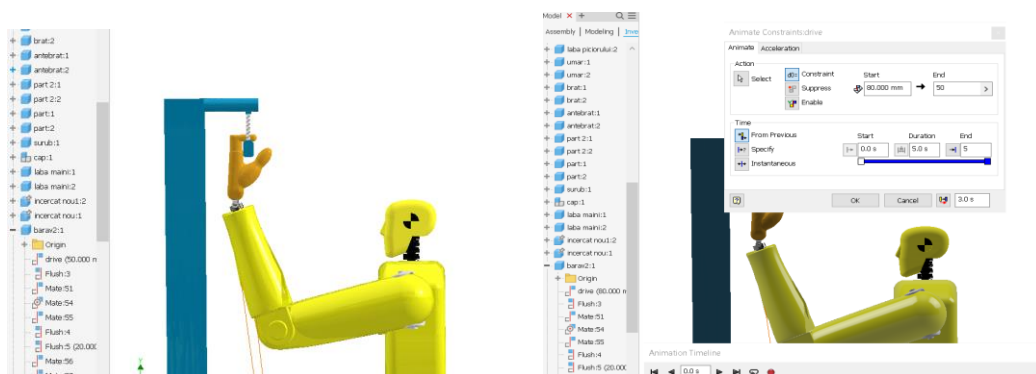 brat:2
antebrat:1
antebrat:2
part 2:1
part 2:2
part:1
part:2
surub:1
cap:1
laba maini:1
laba maini:2
incercat nou1:2
incercat nou:1
barav2:1
Origin
drive (50.000 n
Flush:3
Mate:51
Mate:54
Mate:55
Flush:4
Flush:5 (20.00(
Mate:56
Model × +
Assembly | Modeling | Inve
laba piciorului:2
umar:1
umar:2
brat:1
brat:2
antebrat:1
antebrat:2
part 2:1
part 2:2
part:1
part:2
surub:1
cap:1
laba maini:1
laba maini:2
incercat nou1:2
incercat nou:1
barav2:1
Origin
drive (80.000 n
Flush:3
Mate:51
Mate:54
Mate:55
Flush:4
Flush:5 (20.00(
Animate Constraints:drive
Animate Acceleration
Action
Select
Constraint
Suppress
Enable
Start End
80.000 mm 50 >
Time
From Previous
Specify
Instantaneous
Start Duration End
0.0 s 5.0 s 5
OK Cancel 3.0 s
Animation Timeline
0.0 s